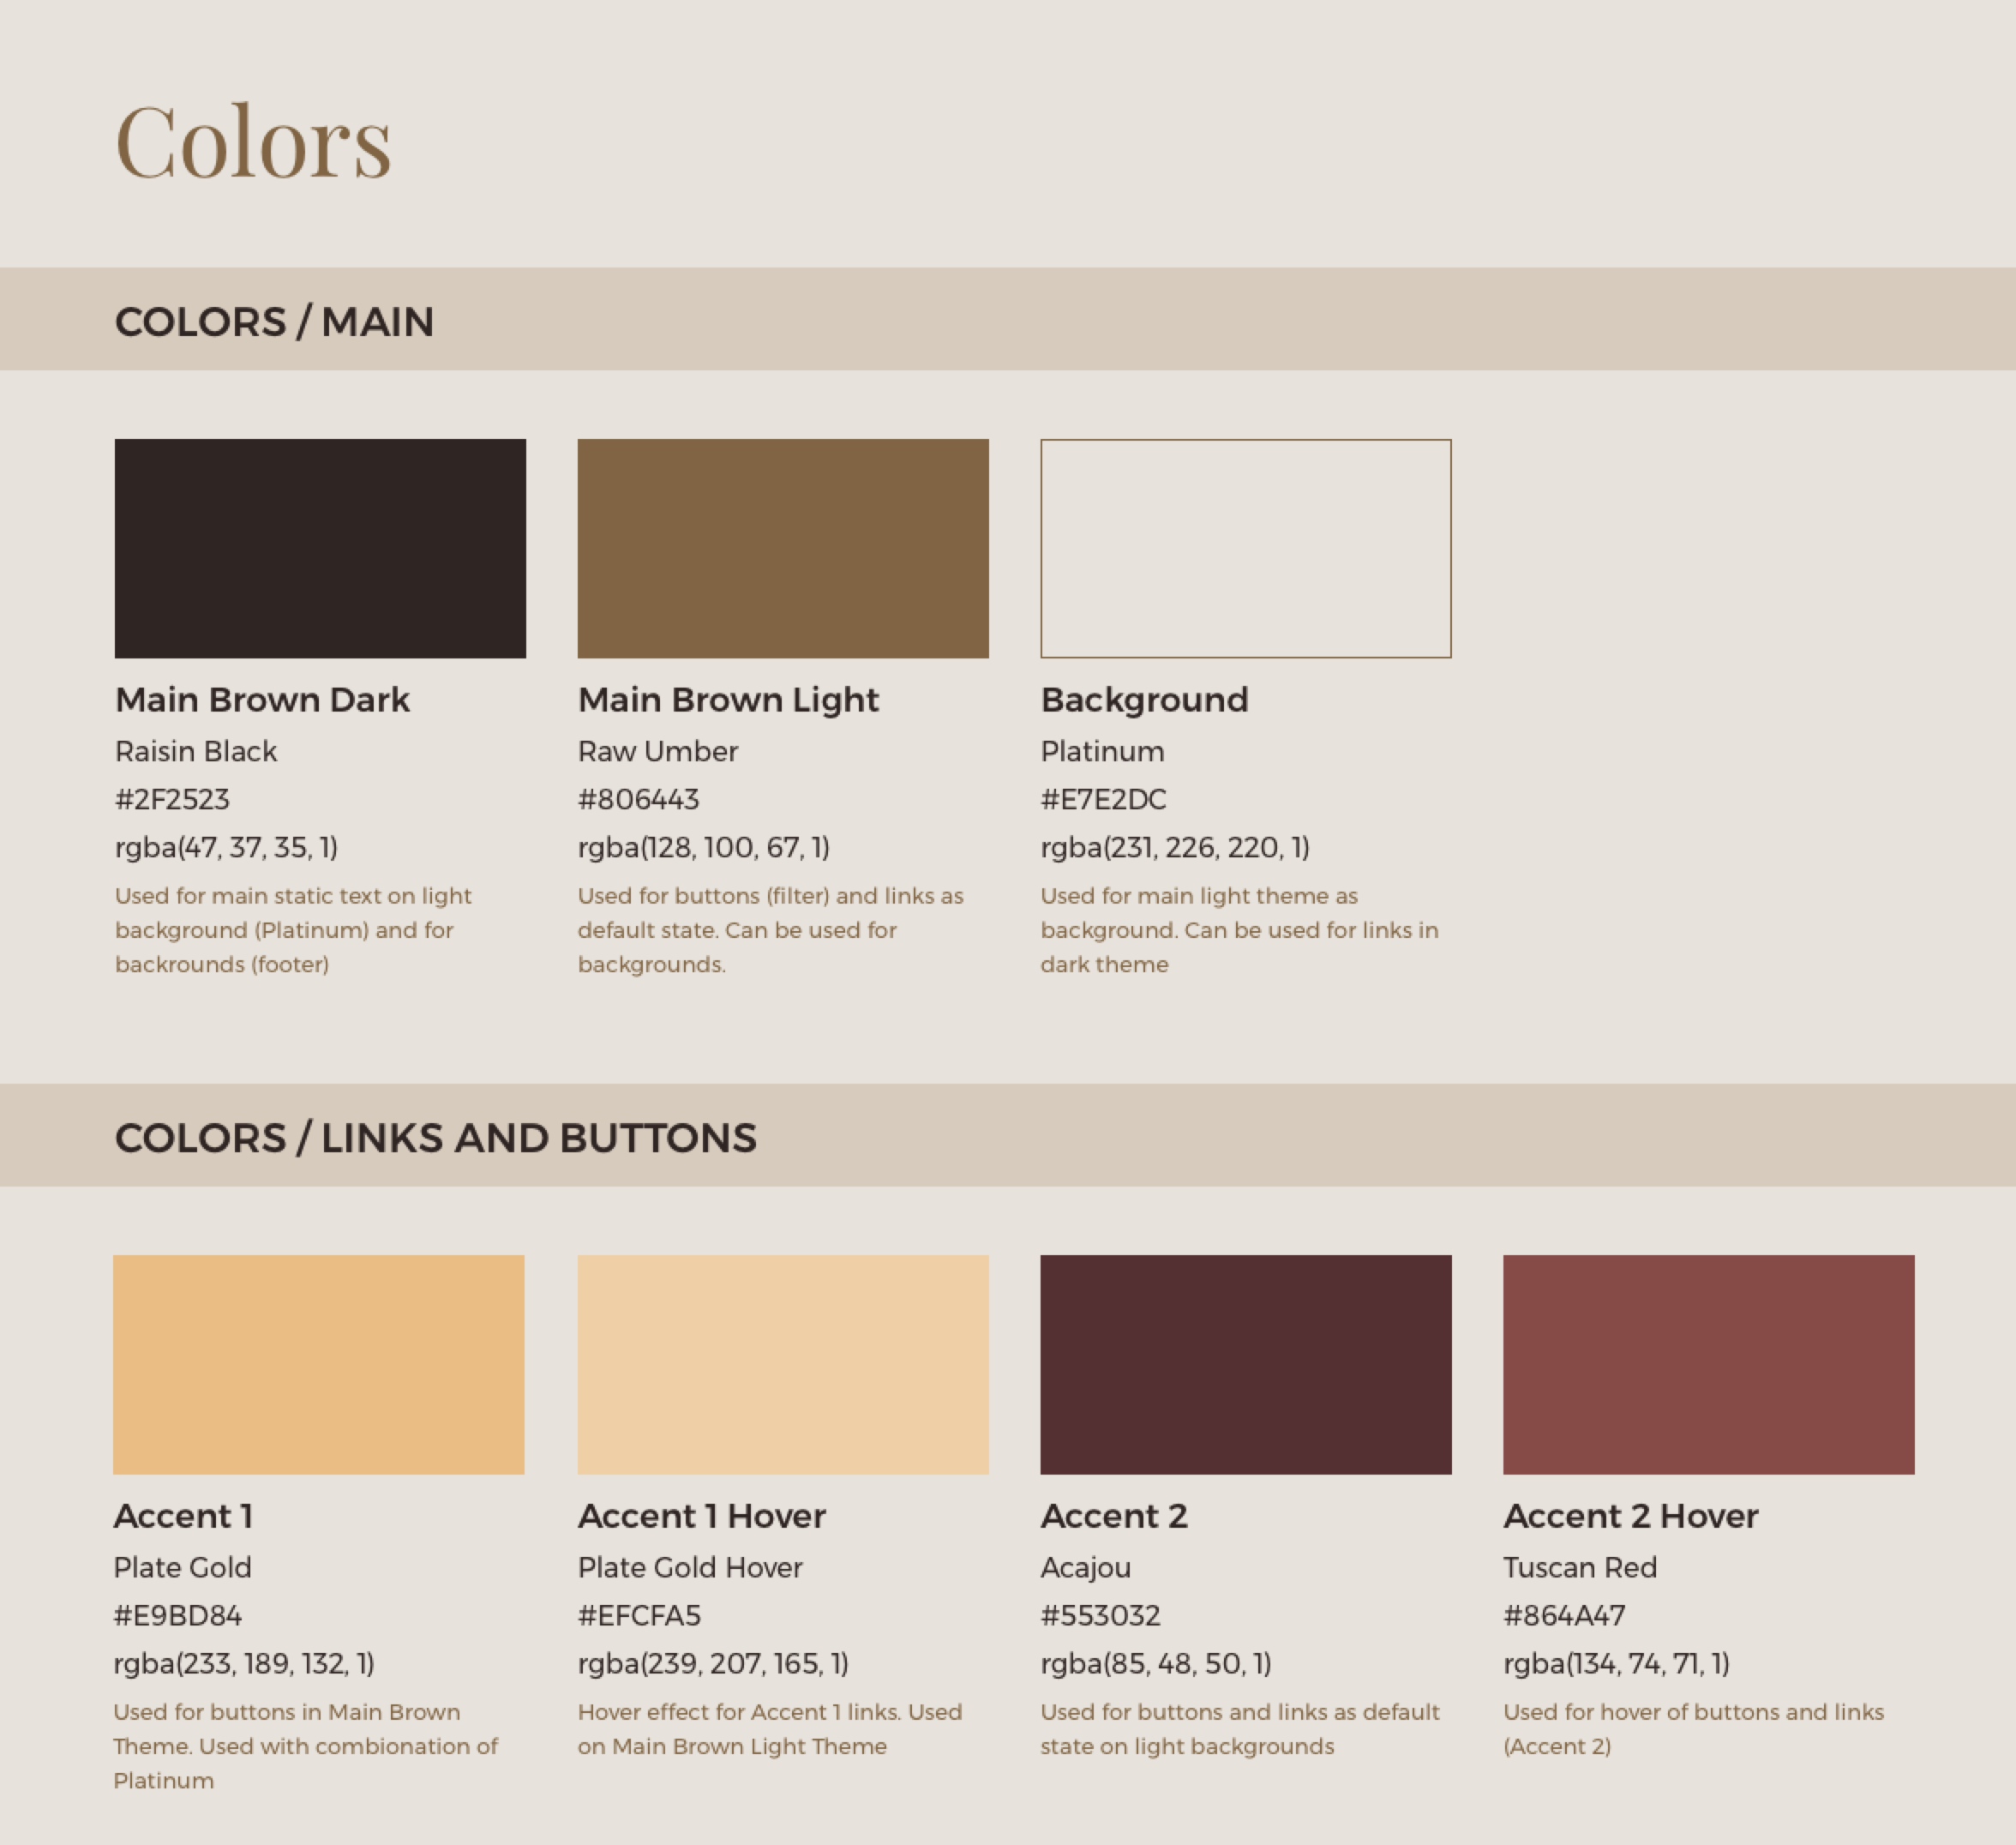 Colors
COLORS / MAIN
Main Brown Dark
Raisin Black
#2F2523
rgba(47, 37, 35, 1)
Used for main static text on light
background (Platinum) and for
backrounds (footer)
Main Brown Light
Raw Umber
#806443
rgba(128, 100, 67, 1)
Used for buttons (filter) and links as
default state. Can be used for
backgrounds.
Background
Platinum
#E7E2DC
rgba(231, 226, 220, 1)
Used for main light theme as
background. Can be used for links in
dark theme
COLORS / LINKS AND BUTTONS
Accent 1
Plate Gold
#E9BD84
rgba(233, 189, 132, 1)
Used for buttons in Main Brown
Theme. Used with combionation of
Platinum
Accent 1 Hover
Plate Gold Hover
#EFCFA5
rgba(239, 207, 165, 1)
Hover effect for Accent 1 links. Used
on Main Brown Light Theme
Accent 2
Acajou
#553032
rgba(85, 48, 50, 1)
Used for buttons and links as default
state on light backgrounds
Accent 2 Hover
Tuscan Red
#864A47
rgba(134, 74, 71, 1)
Used for hover of buttons and links
(Accent 2)